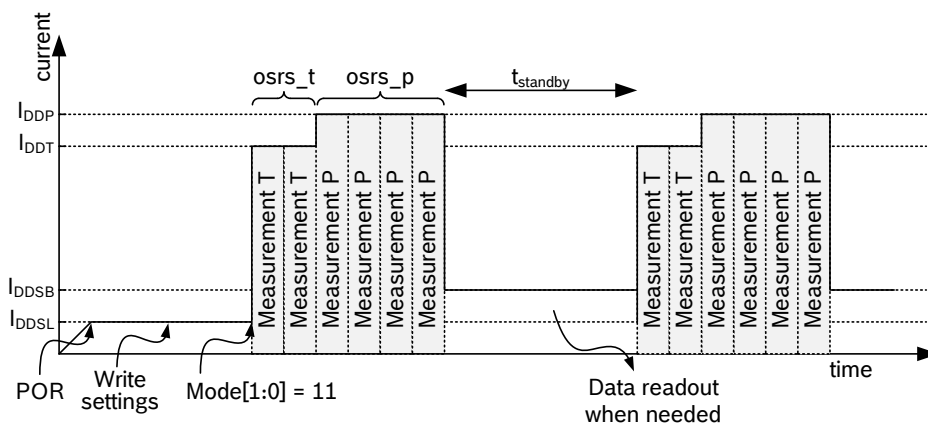 current
osrs_t
osrs_p
tstandby
IDDP
IDDT
Measurement T
Measurement T
Measurement P
Measurement P
Measurement P
Measurement P
Measurement T
Measurement T
Measurement P
Measurement P
Measurement P
Measurement P
IDDSB
IDDSL
time
POR
Write
settings
Mode[1:0] = 11
Data readout
when needed